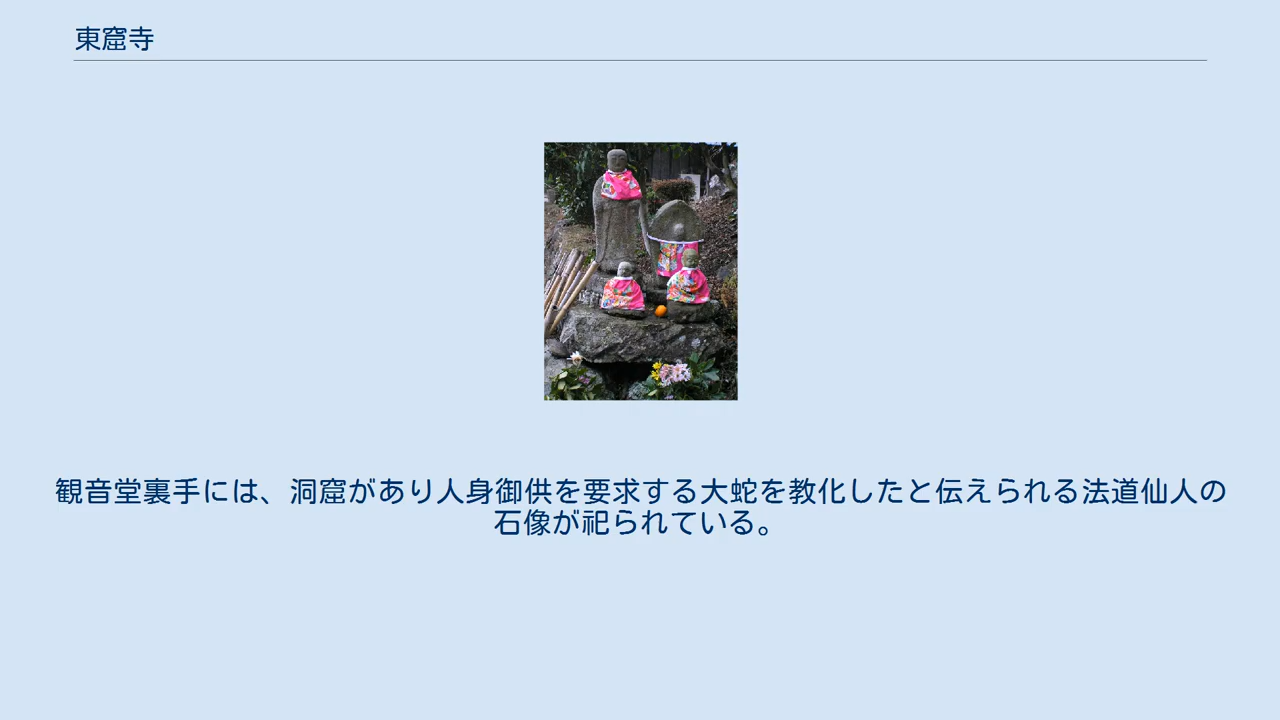 東窟寺
観音堂裏手には、洞窟があり人身御供を要求する大蛇を教化したと伝えられる法道仙人の
石像が祀られている。